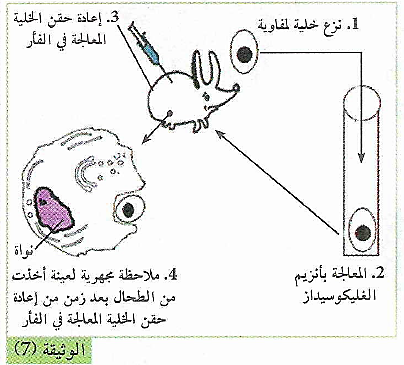 1. نزع خلية لمفاوية
3. إعادة حقن الخلية
المعالجة في الفأر
2. المعالجة بأنزيم
الغليكوسيداز
نواة
4. ملاحظة مجهرية لعينة أخذت
من الطحال بعد زمن من إعادة
حقن الخلية المعالجة في الفأر
الوثيقة (7)